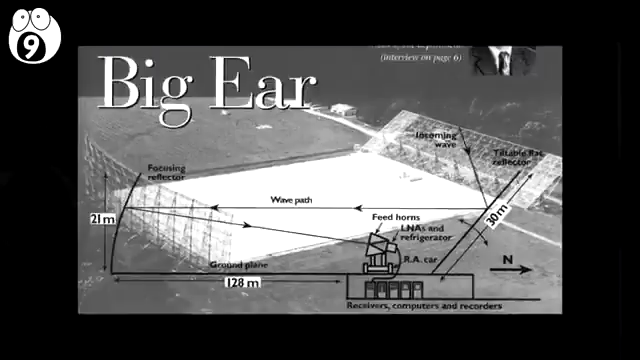 9
(interview on page 6)
Big Ear
Incoming
wave
Tiltable flat
reflector
Focusing
reflector
Wave path
21 m
30 m
Feed horns
LNAs and
refrigerator
R.A. car
N
Ground plane
128 m
Receivers, computers and recorders